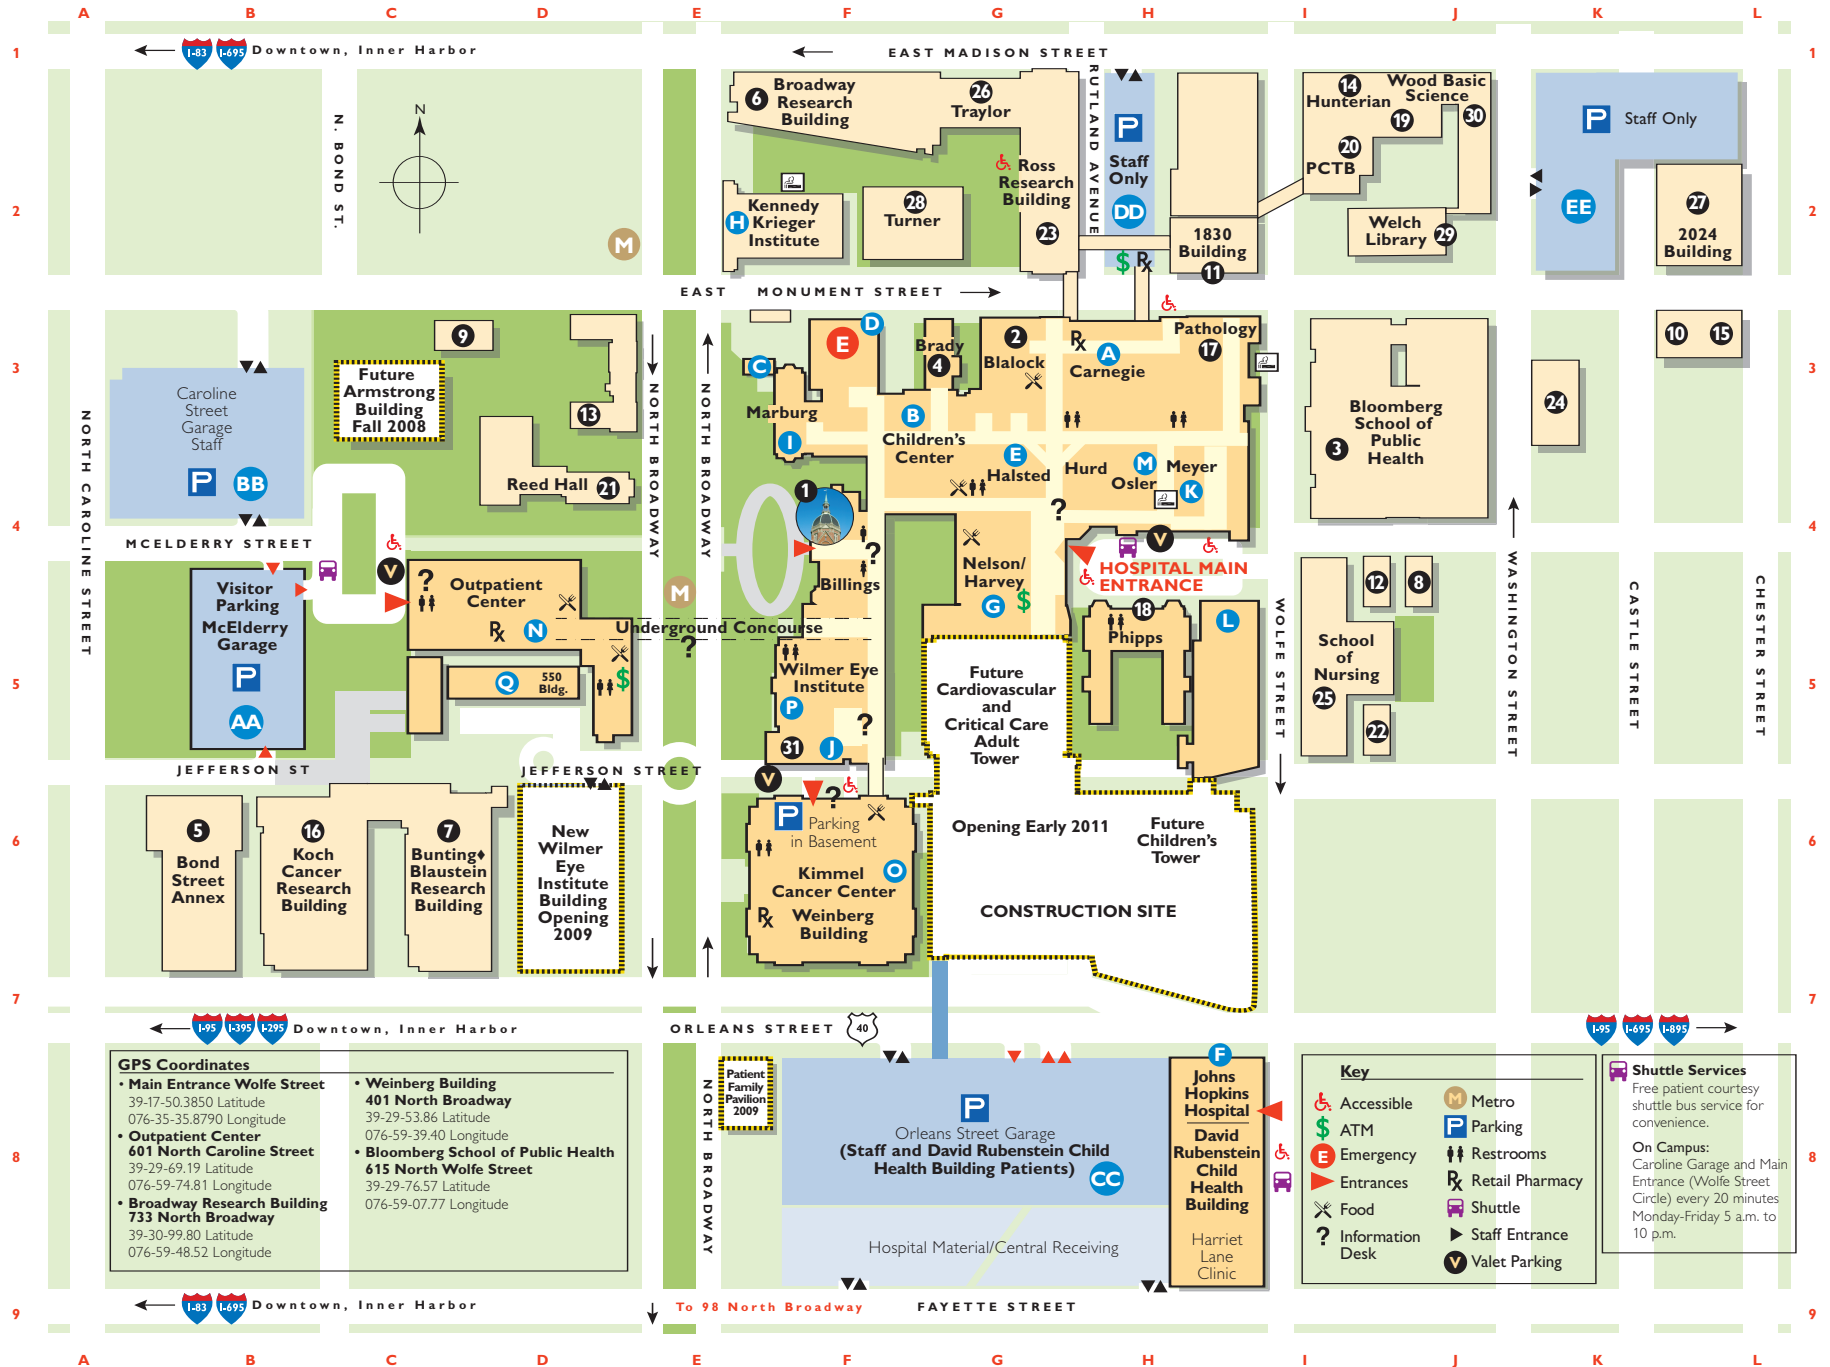 A B C D E F G H I J K L
1 1
I-83 I-695 Downtown, Inner Harbor
EAST MADISON STREET
N. BOND ST.
N
6 Broadway
Research
Building
26
Traylor
Ross
Research
Building
23
RUTLAND AVENUE
P
Staff
Only
DD
14
Hunterian
Wood Basic
Science
19
30
20
PCTB
P Staff Only
EE
2 2
H Kennedy
Krieger
Institute
28
Turner
$ Rx
1830
Building
11
Welch
Library 29
27
2024
Building
M
EAST MONUMENT STREET
3 3
Caroline
Street
Garage
Staff
P BB
9
Future
Armstrong
Building
Fall 2008
13
Reed Hall 21
NORTH CAROLINE STREET
NORTH BROADWAY
NORTH BROADWAY
E
D
C
Marburg
I
Brady
4
2
Blalock
Rx
A
Carnegie
Pathology
17
B
Children's
Center
E
Halsted
Hurd
M
Osler
Meyer
K
?
Bloomberg
School of
Public
Health
3
24
10 15
4 4
MCELDERRY STREET
V
Visitor
Parking
McElderry
Garage
P
AA
?
Outpatient
Center
Rx N
$
Q 550
Bldg.
M
Underground Concourse
?
1
?
Billings
Nelson/
Harvey
G $
V
HOSPITAL MAIN
ENTRANCE
18
Phipps
L
WOLFE STREET
12 8
School
of
Nursing
25
22
WASHINGTON STREET
CASTLE STREET
CHESTER STREET
5 5
Wilmer Eye
Institute
P
?
31 J
Future
Cardiovascular
and
Critical Care
Adult
Tower
JEFFERSON ST
JEFFERSON STREET
V
6 6
5
Bond
Street
Annex
16
Koch
Cancer
Research
Building
7
Bunting♦
Blaustein
Research
Building
New
Wilmer
Eye
Institute
Building
Opening
2009
?
P Parking
in Basement
Kimmel
Cancer Center
O
Rx Weinberg
Building
Opening Early 2011
Future
Children's
Tower
CONSTRUCTION SITE
7 7
I-95 I-395 I-295 Downtown, Inner Harbor
ORLEANS STREET 40
I-95 I-695 I-895
GPS Coordinates
• Main Entrance Wolfe Street
39-17-50.3850 Latitude
076-35-35.8790 Longitude
• Outpatient Center
601 North Caroline Street
39-29-69.19 Latitude
076-59-74.81 Longitude
• Broadway Research Building
733 North Broadway
39-30-99.80 Latitude
076-59-48.52 Longitude
• Weinberg Building
401 North Broadway
39-29-53.86 Latitude
076-59-39.40 Longitude
• Bloomberg School of Public Health
615 North Wolfe Street
39-29-76.57 Latitude
076-59-07.77 Longitude
NORTH BROADWAY
Patient
Family
Pavilion
2009
P
Orleans Street Garage
(Staff and David Rubenstein Child
Health Building Patients)
CC
Hospital Material/Central Receiving
F
Johns
Hopkins
Hospital
David
Rubenstein
Child
Health
Building
Harriet
Lane
Clinic
8 8
Key
Accessible
$ ATM
E Emergency
Entrances
Food
? Information
Desk
M Metro
P Parking
Restrooms
Rx Retail Pharmacy
Shuttle
Staff Entrance
V Valet Parking
Shuttle Services
Free patient courtesy
shuttle bus service for
convenience.
On Campus:
Caroline Garage and Main
Entrance (Wolfe Street
Circle) every 20 minutes
Monday-Friday 5 a.m. to
10 p.m.
9 9
I-83 I-695 Downtown, Inner Harbor
To 98 North Broadway
FAYETTE STREET
A B C D E F G H I J K L